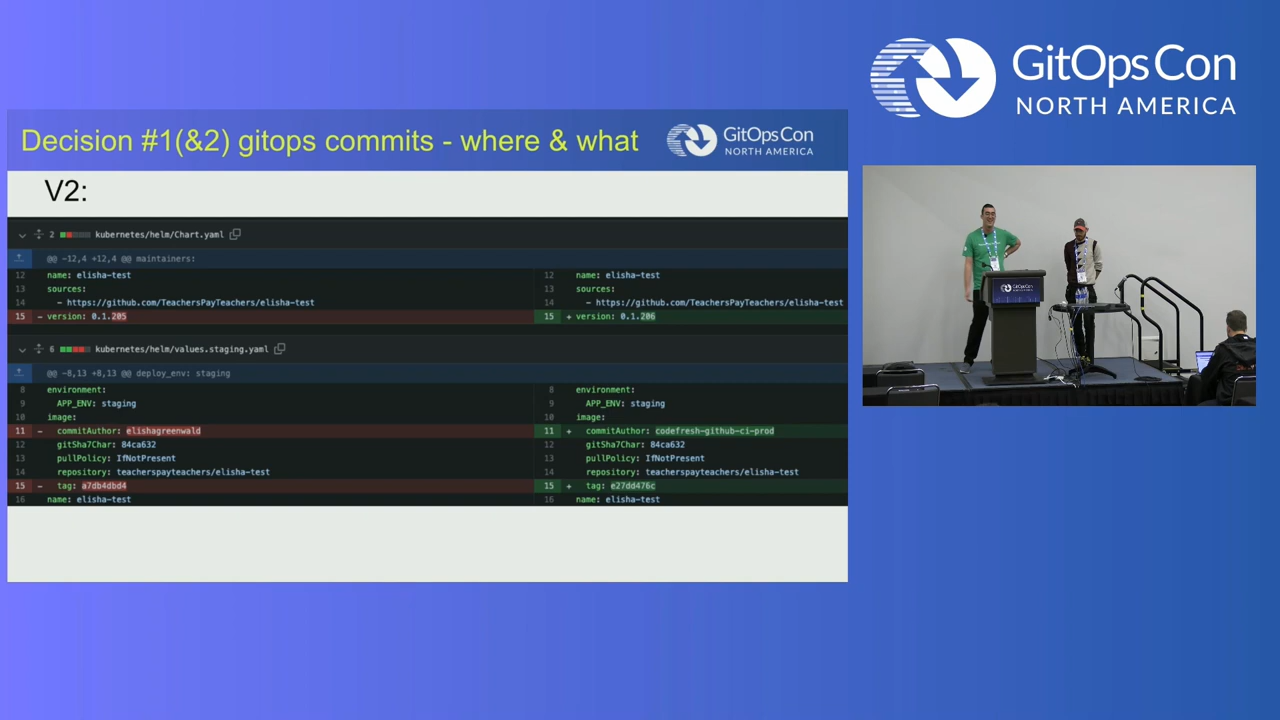 GitOpsCon
NORTH AMERICA
Decision #1(&2) gitops commits - where & what
GitOpsCon
NORTH AMERICA
V2:
2 kubernetes/helm/Chart.yaml
@@ -12,4 +12,4 @@ maintainers:
12 name: elisha-test
13 sources:
14 - https://github.com/TeachersPayTeachers/elisha-test
15 - version: 0.1.205
12 name: elisha-test
13 sources:
14 - https://github.com/TeachersPayTeachers/elisha-test
15 + version: 0.1.206
6 kubernetes/helm/values.staging.yaml
@@ -8,13 +8,13 @@ deploy_env: staging
8 environment:
9 APP_ENV: staging
10 image:
11 - commitAuthor: elishagreenwald
12 gitSha7Char: 84ca632
13 pullPolicy: IfNotPresent
14 repository: teacherspayteachers/elisha-test
15 - tag: a7db4dbd4
16 name: elisha-test
8 environment:
9 APP_ENV: staging
10 image:
11 + commitAuthor: codefresh-github-ci-prod
12 gitSha7Char: 84ca632
13 pullPolicy: IfNotPresent
14 repository: teacherspayteachers/elisha-test
15 + tag: e27dd476c
16 name: elisha-test
GitOpsCon